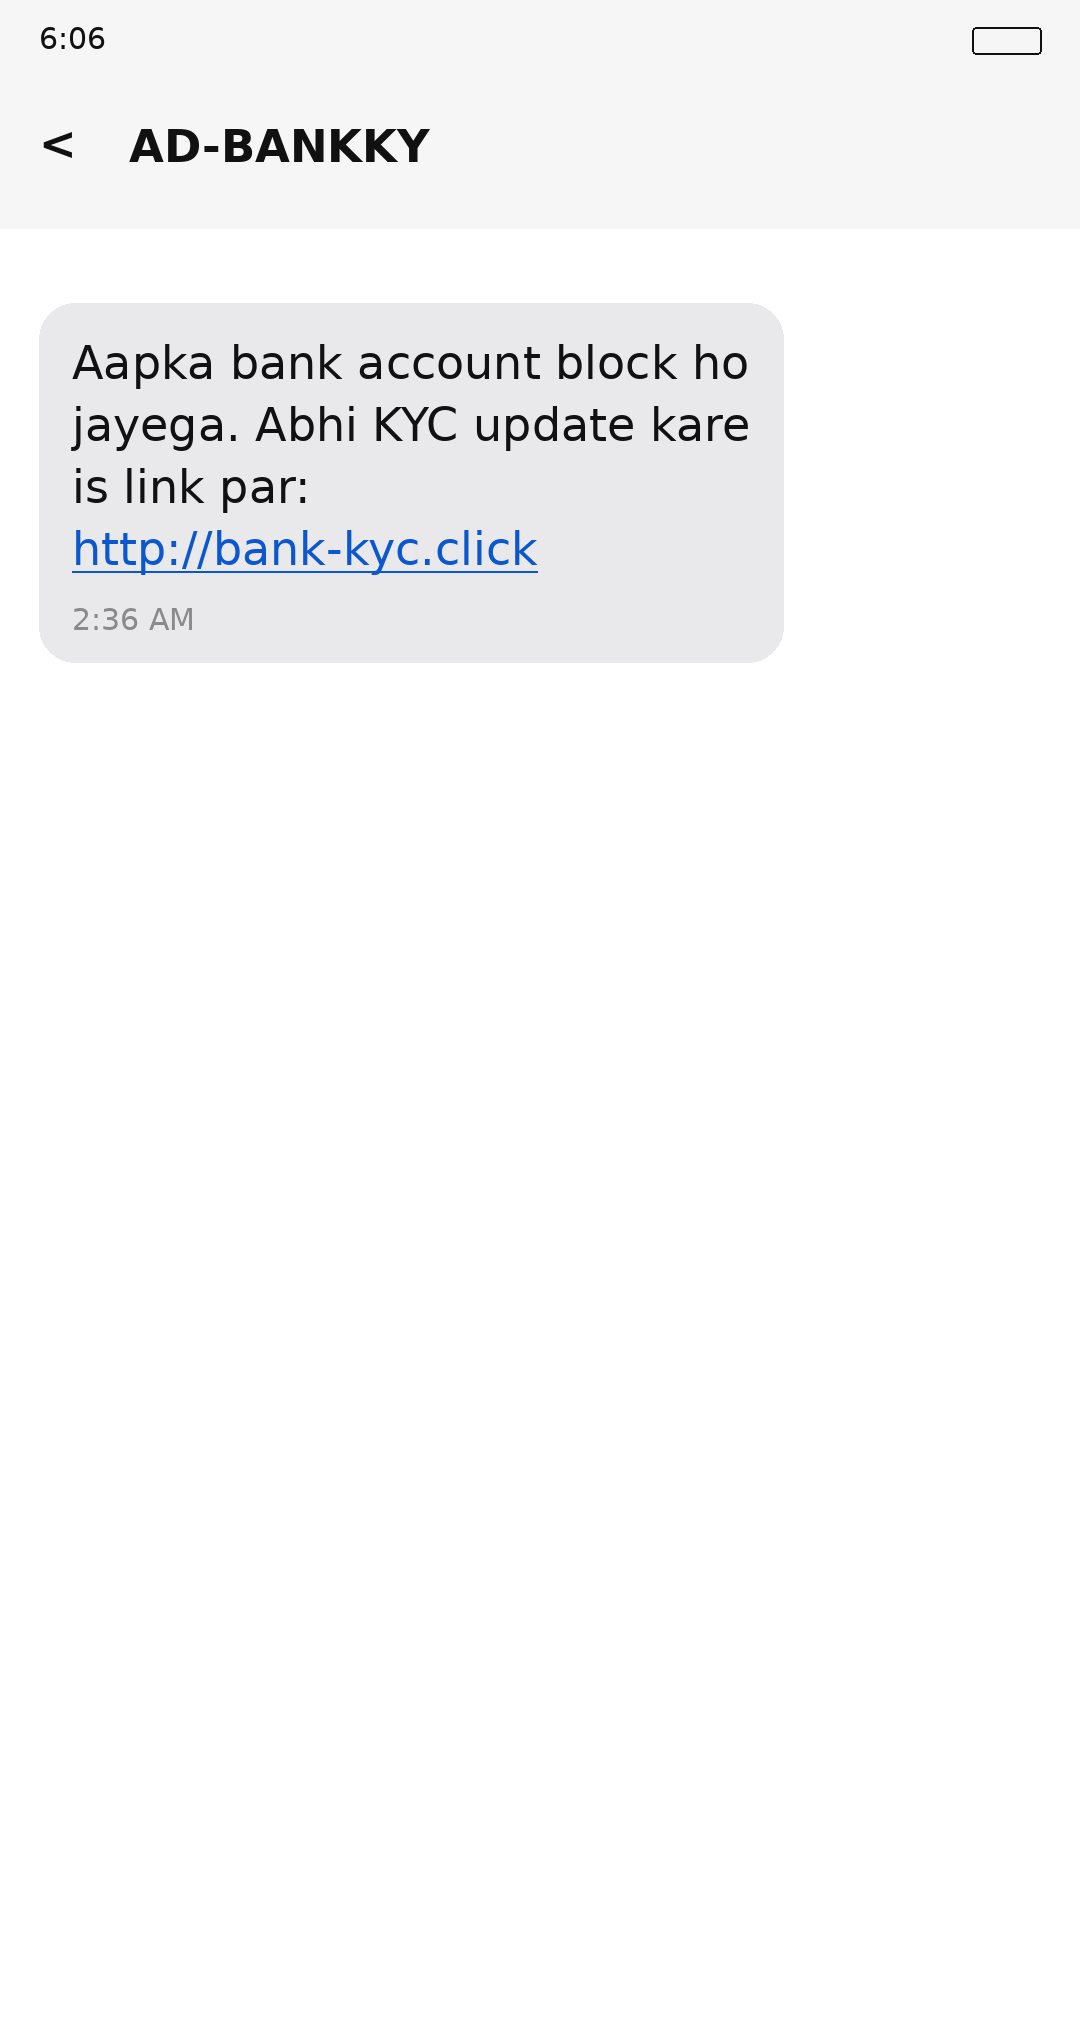 6:06
< AD-BANKKY
Aapka bank account block ho
jayega. Abhi KYC update kare
is link par:
http://bank-kyc.click
2:36 AM